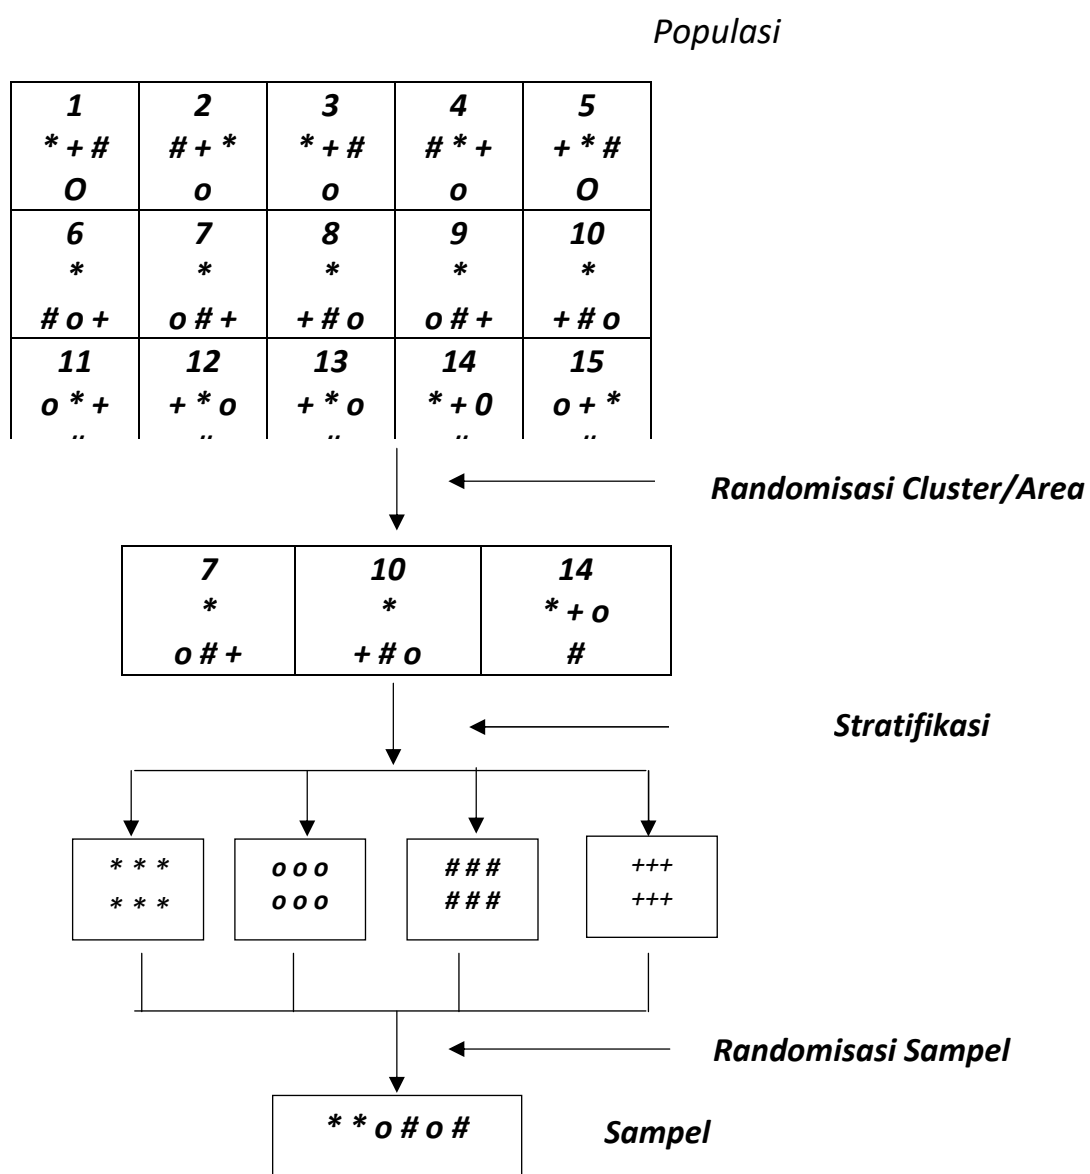 Populasi
1 2 3 4 5
* + # # + * * + # # * + + * #
O o o o O
6 7 8 9 10
* * * * *
# o + o # + + # o o # + + # o
11 12 13 14 15
o * + + * o + * o * + 0 o + *
Randomisasi Cluster/Area
7 10 14
* * * + o
o # + + # o #
Stratifikasi
* * * o o o # # # +++
* * * o o o # # # +++
Randomisasi Sampel
* * o # o # Sampel